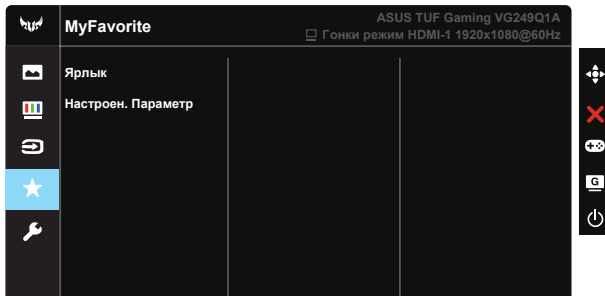 MyFavorite
ASUS TUF Gaming VG249Q1A
Гонки режим HDMI-1 1920x1080@60Hz
Ярлык
Настроен. Параметр
G